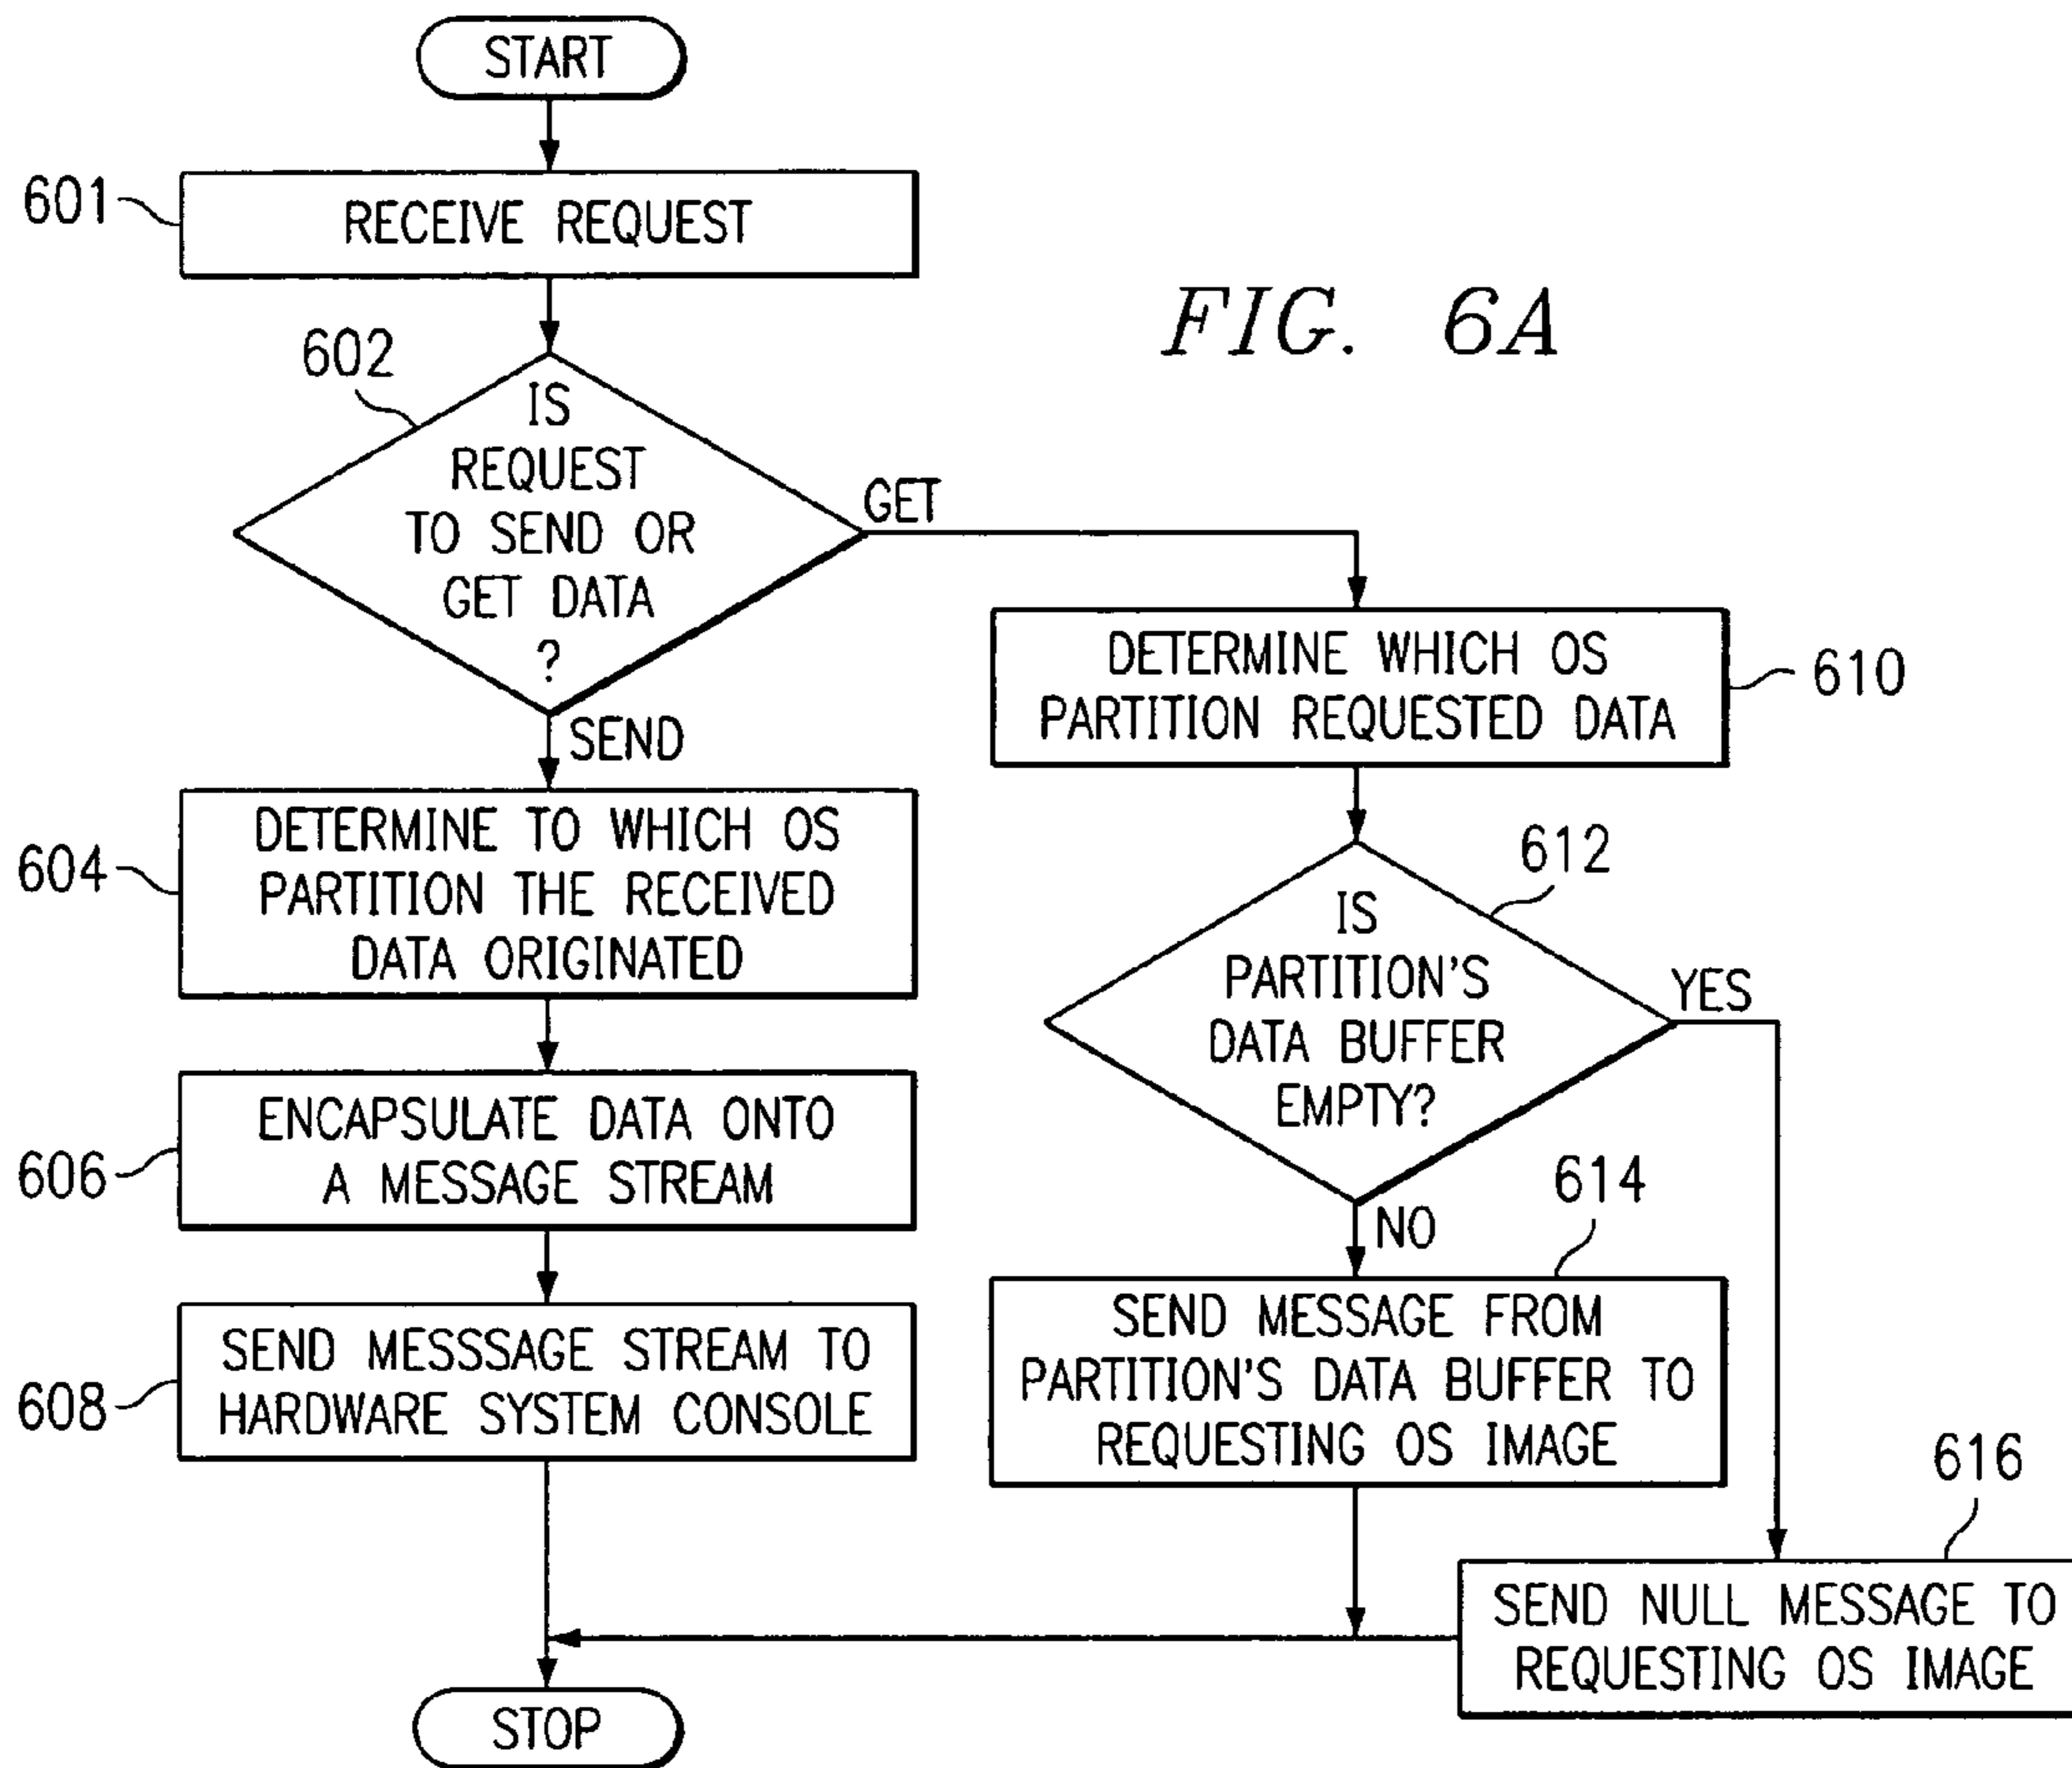 START
601
RECEIVE REQUEST
FIG. 6A
602
IS
REQUEST
TO SEND OR
GET DATA
?
GET
SEND
604
DETERMINE TO WHICH OS
PARTITION THE RECEIVED
DATA ORIGINATED
606
ENCAPSULATE DATA ONTO
A MESSAGE STREAM
608
SEND MESSSAGE STREAM TO
HARDWARE SYSTEM CONSOLE
DETERMINE WHICH OS
PARTITION REQUESTED DATA
610
612
IS
PARTITION'S
DATA BUFFER
EMPTY?
YES
NO
614
SEND MESSAGE FROM
PARTITION'S DATA BUFFER TO
REQUESTING OS IMAGE
616
SEND NULL MESSAGE TO
REQUESTING OS IMAGE
STOP